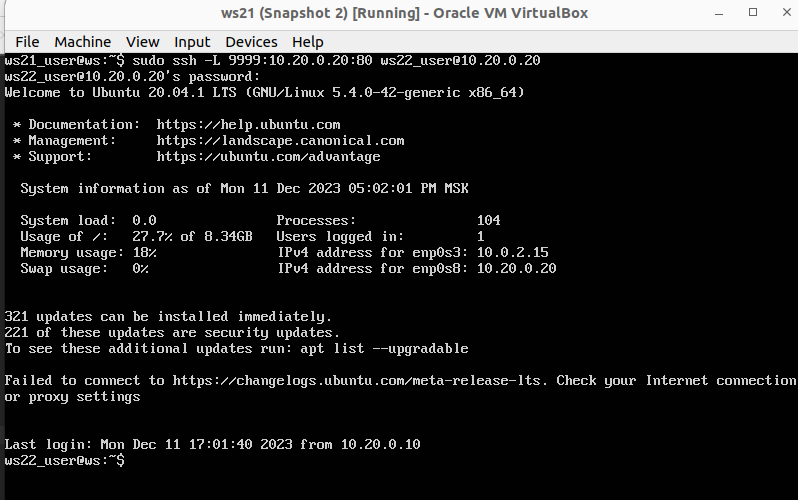 ws21 (Snapshot 2) [Running] - Oracle VM VirtualBox
File Machine View Input Devices Help
ws21_user@ws:~$ sudo ssh -L 9999:10.20.0.20:80 ws22_user@10.20.0.20
ws22_user@10.20.0.20's password:
Welcome to Ubuntu 20.04.1 LTS (GNU/Linux 5.4.0-42-generic x86_64)
* Documentation: https://help.ubuntu.com
* Management: https://landscape.canonical.com
* Support: https://ubuntu.com/advantage
System information as of Mon 11 Dec 2023 05:02:01 PM MSK
System load: 0.0 Processes: 104
Usage of /: 27.7% of 8.34GB Users logged in: 1
Memory usage: 18% IPv4 address for enp0s3: 10.0.2.15
Swap usage: 0% IPv4 address for enp0s8: 10.20.0.20
321 updates can be installed immediately.
221 of these updates are security updates.
To see these additional updates run: apt list --upgradable
Failed to connect to https://changelogs.ubuntu.com/meta-release-lts. Check your Internet connection
or proxy settings
Last login: Mon Dec 11 17:01:40 2023 from 10.20.0.10
ws22_user@ws:~$